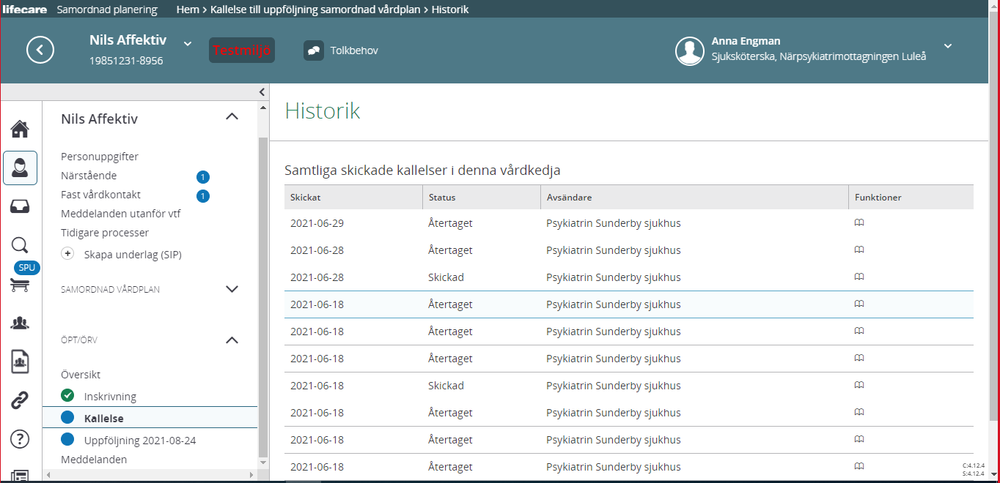 lifecare Samordnad planering Hem > Kallelse till uppföljning samordnad vårdplan > Historik
Nils Affektiv
19851231-8956
Testmiljö
Tolkbehov
Anna Engman
Sjuksköterska, Närpsykiatrimottagningen Luleå
Nils Affektiv
Personuppgifter
Närstående 1
Fast vårdkontakt 1
Meddelanden utanför vtf
Tidigare processer
Skapa underlag (SIP)
SPU
SAMORDNAD VÅRDPLAN
ÖPT/ÖRV
Översikt
Inskrivning
Kallelse
Uppföljning 2021-08-24
Meddelanden
Historik
Samtliga skickade kallelser i denna vårdkedja
Skickat Status Avsändare Funktioner
2021-06-29 Återtaget Psykiatrin Sunderby sjukhus
2021-06-28 Återtaget Psykiatrin Sunderby sjukhus
2021-06-28 Skickad Psykiatrin Sunderby sjukhus
2021-06-18 Återtaget Psykiatrin Sunderby sjukhus
2021-06-18 Återtaget Psykiatrin Sunderby sjukhus
2021-06-18 Återtaget Psykiatrin Sunderby sjukhus
2021-06-18 Skickad Psykiatrin Sunderby sjukhus
2021-06-18 Återtaget Psykiatrin Sunderby sjukhus
2021-06-18 Återtaget Psykiatrin Sunderby sjukhus
2021-06-18 Återtaget Psykiatrin Sunderby sjukhus
C:4.12.4
S:4.12.4